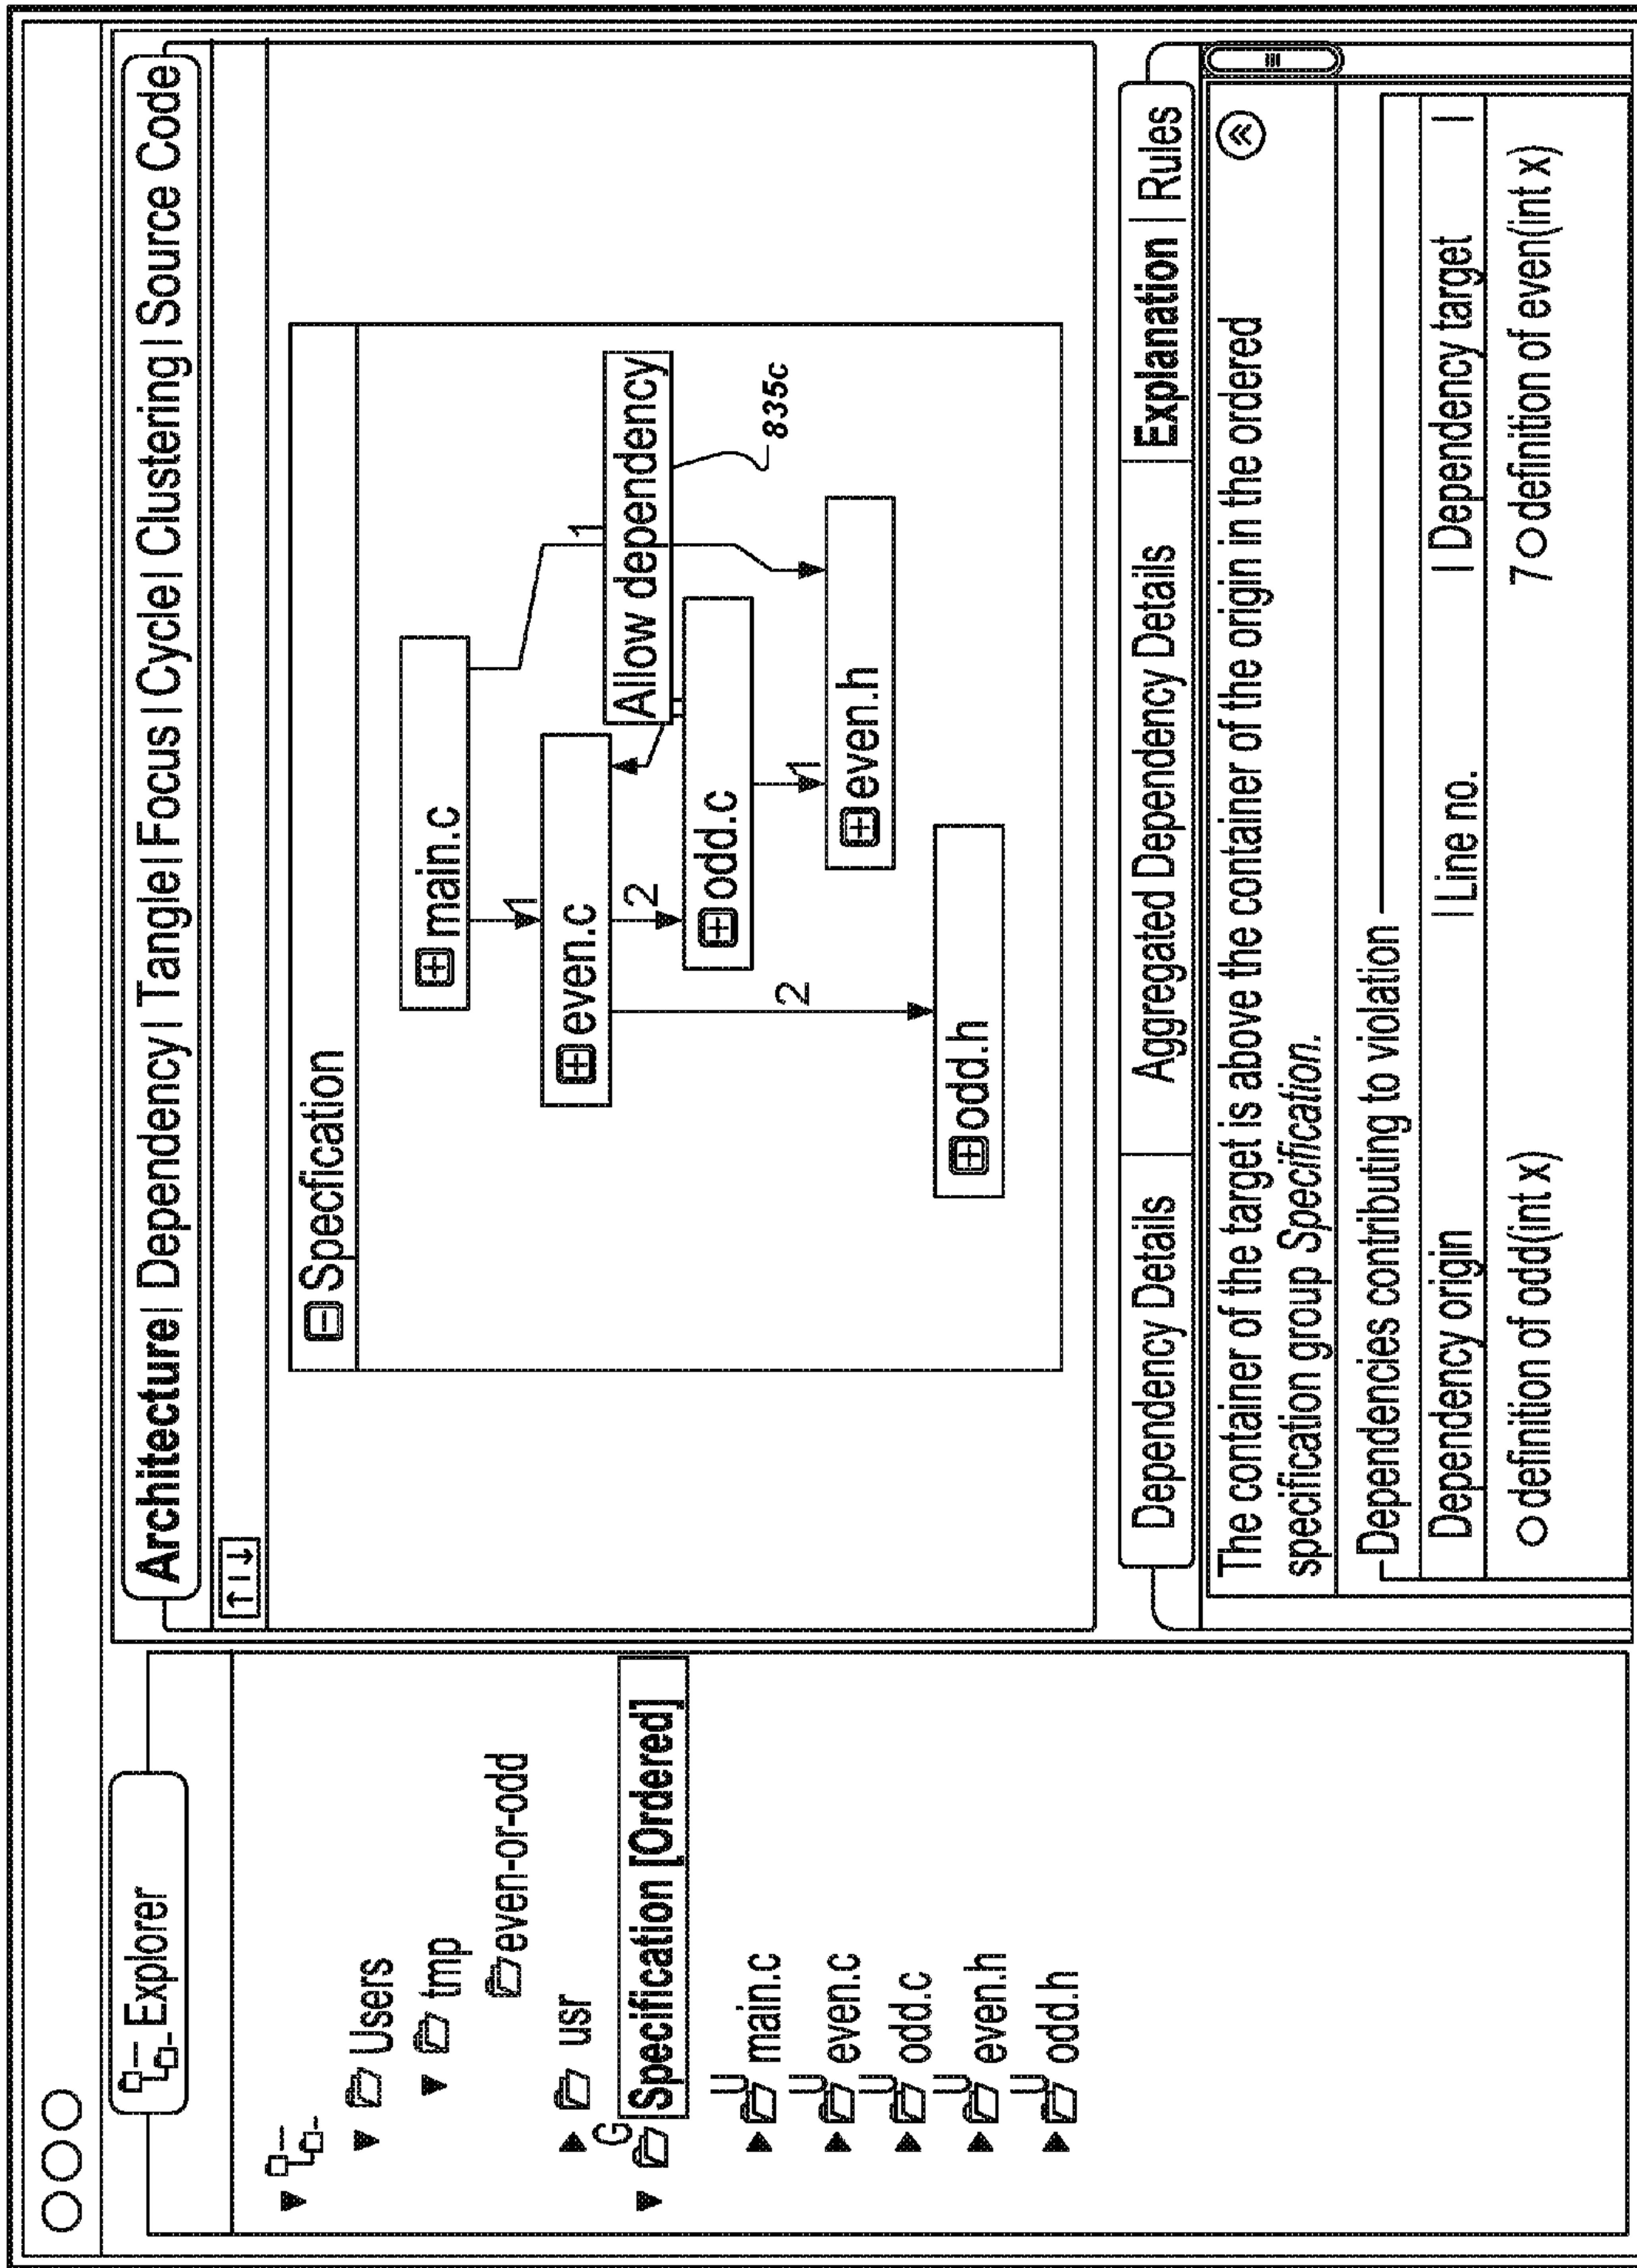 Explorer
Users
tmp
even-or-odd
usr
G
Specification [Ordered]
main.c
even.c
odd.c
even.h
odd.h
Architecture | Dependency | Tangle | Focus | Cycle | Clustering | Source Code
Specfication
main.c
1
1
even.c
Allow dependency
835c
2
odd.c
2
1
even.h
odd.h
Dependency Details | Aggregated Dependency Details | Explanation | Rules
The container of the target is above the container of the origin in the ordered
specification group Specification.
Dependencies contributing to violation
Dependency origin | Line no. | Dependency target |
definition of odd(int x) 7 definition of even(int x)